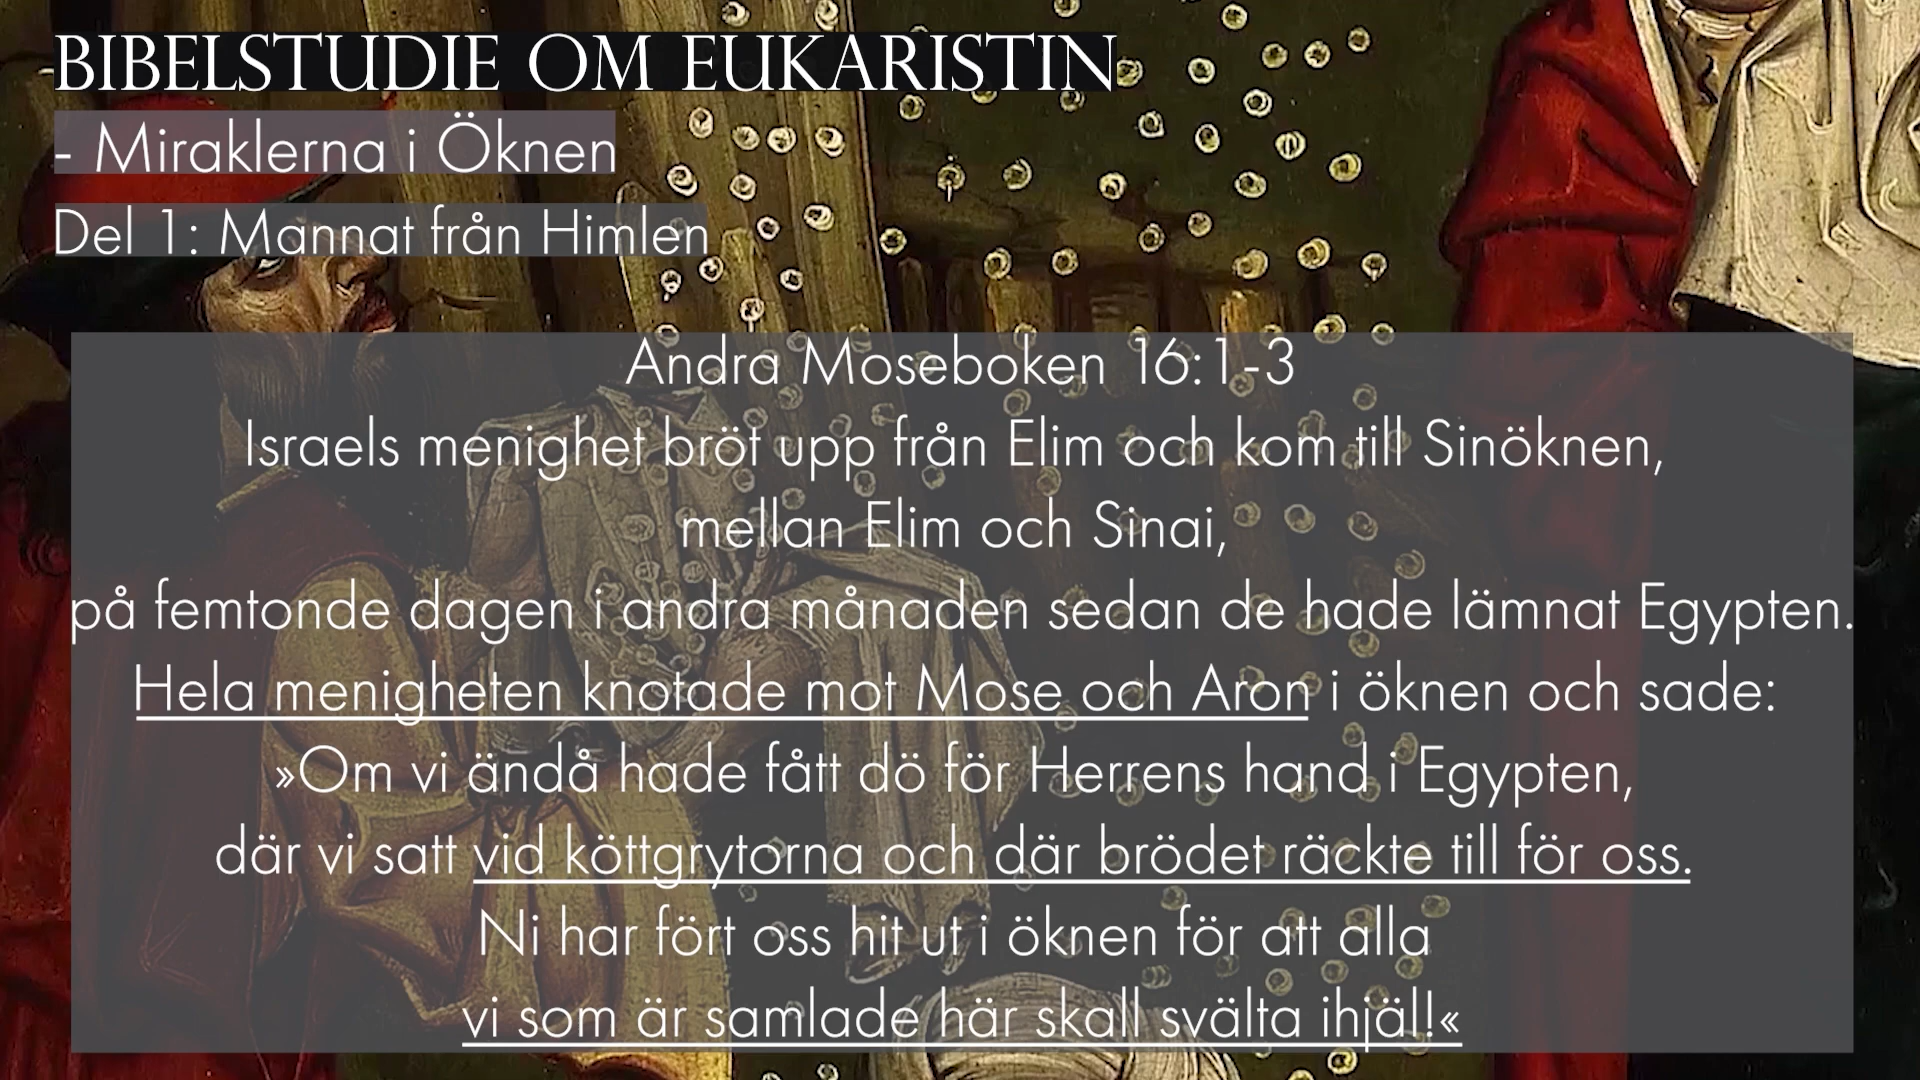 BIBELSTUDIE OM EUKARISTIN
- Miraklerna i Öknen
Del 1: Mannat från Himlen
Andra Moseboken 16:1-3
Israels menighet bröt upp från Elim och kom till Sinöknen,
mellan Elim och Sinai,
på femtonde dagen i andra månaden sedan de hade lämnat Egypten.
Hela menigheten knotade mot Mose och Aron i öknen och sade:
»Om vi ändå hade fått dö för Herrens hand i Egypten,
där vi satt vid köttgrytorna och där brödet räckte till för oss.
Ni har fört oss hit ut i öknen för att alla
vi som är samlade här skall svälta ihjäl!«